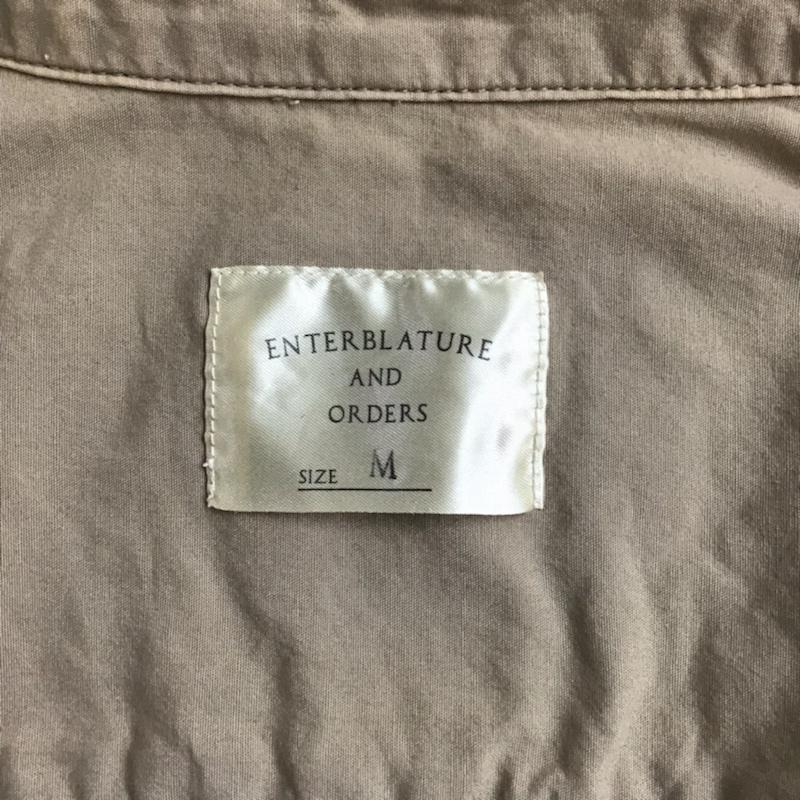 ENTERBLATURE
AND
ORDERS
SIZE M